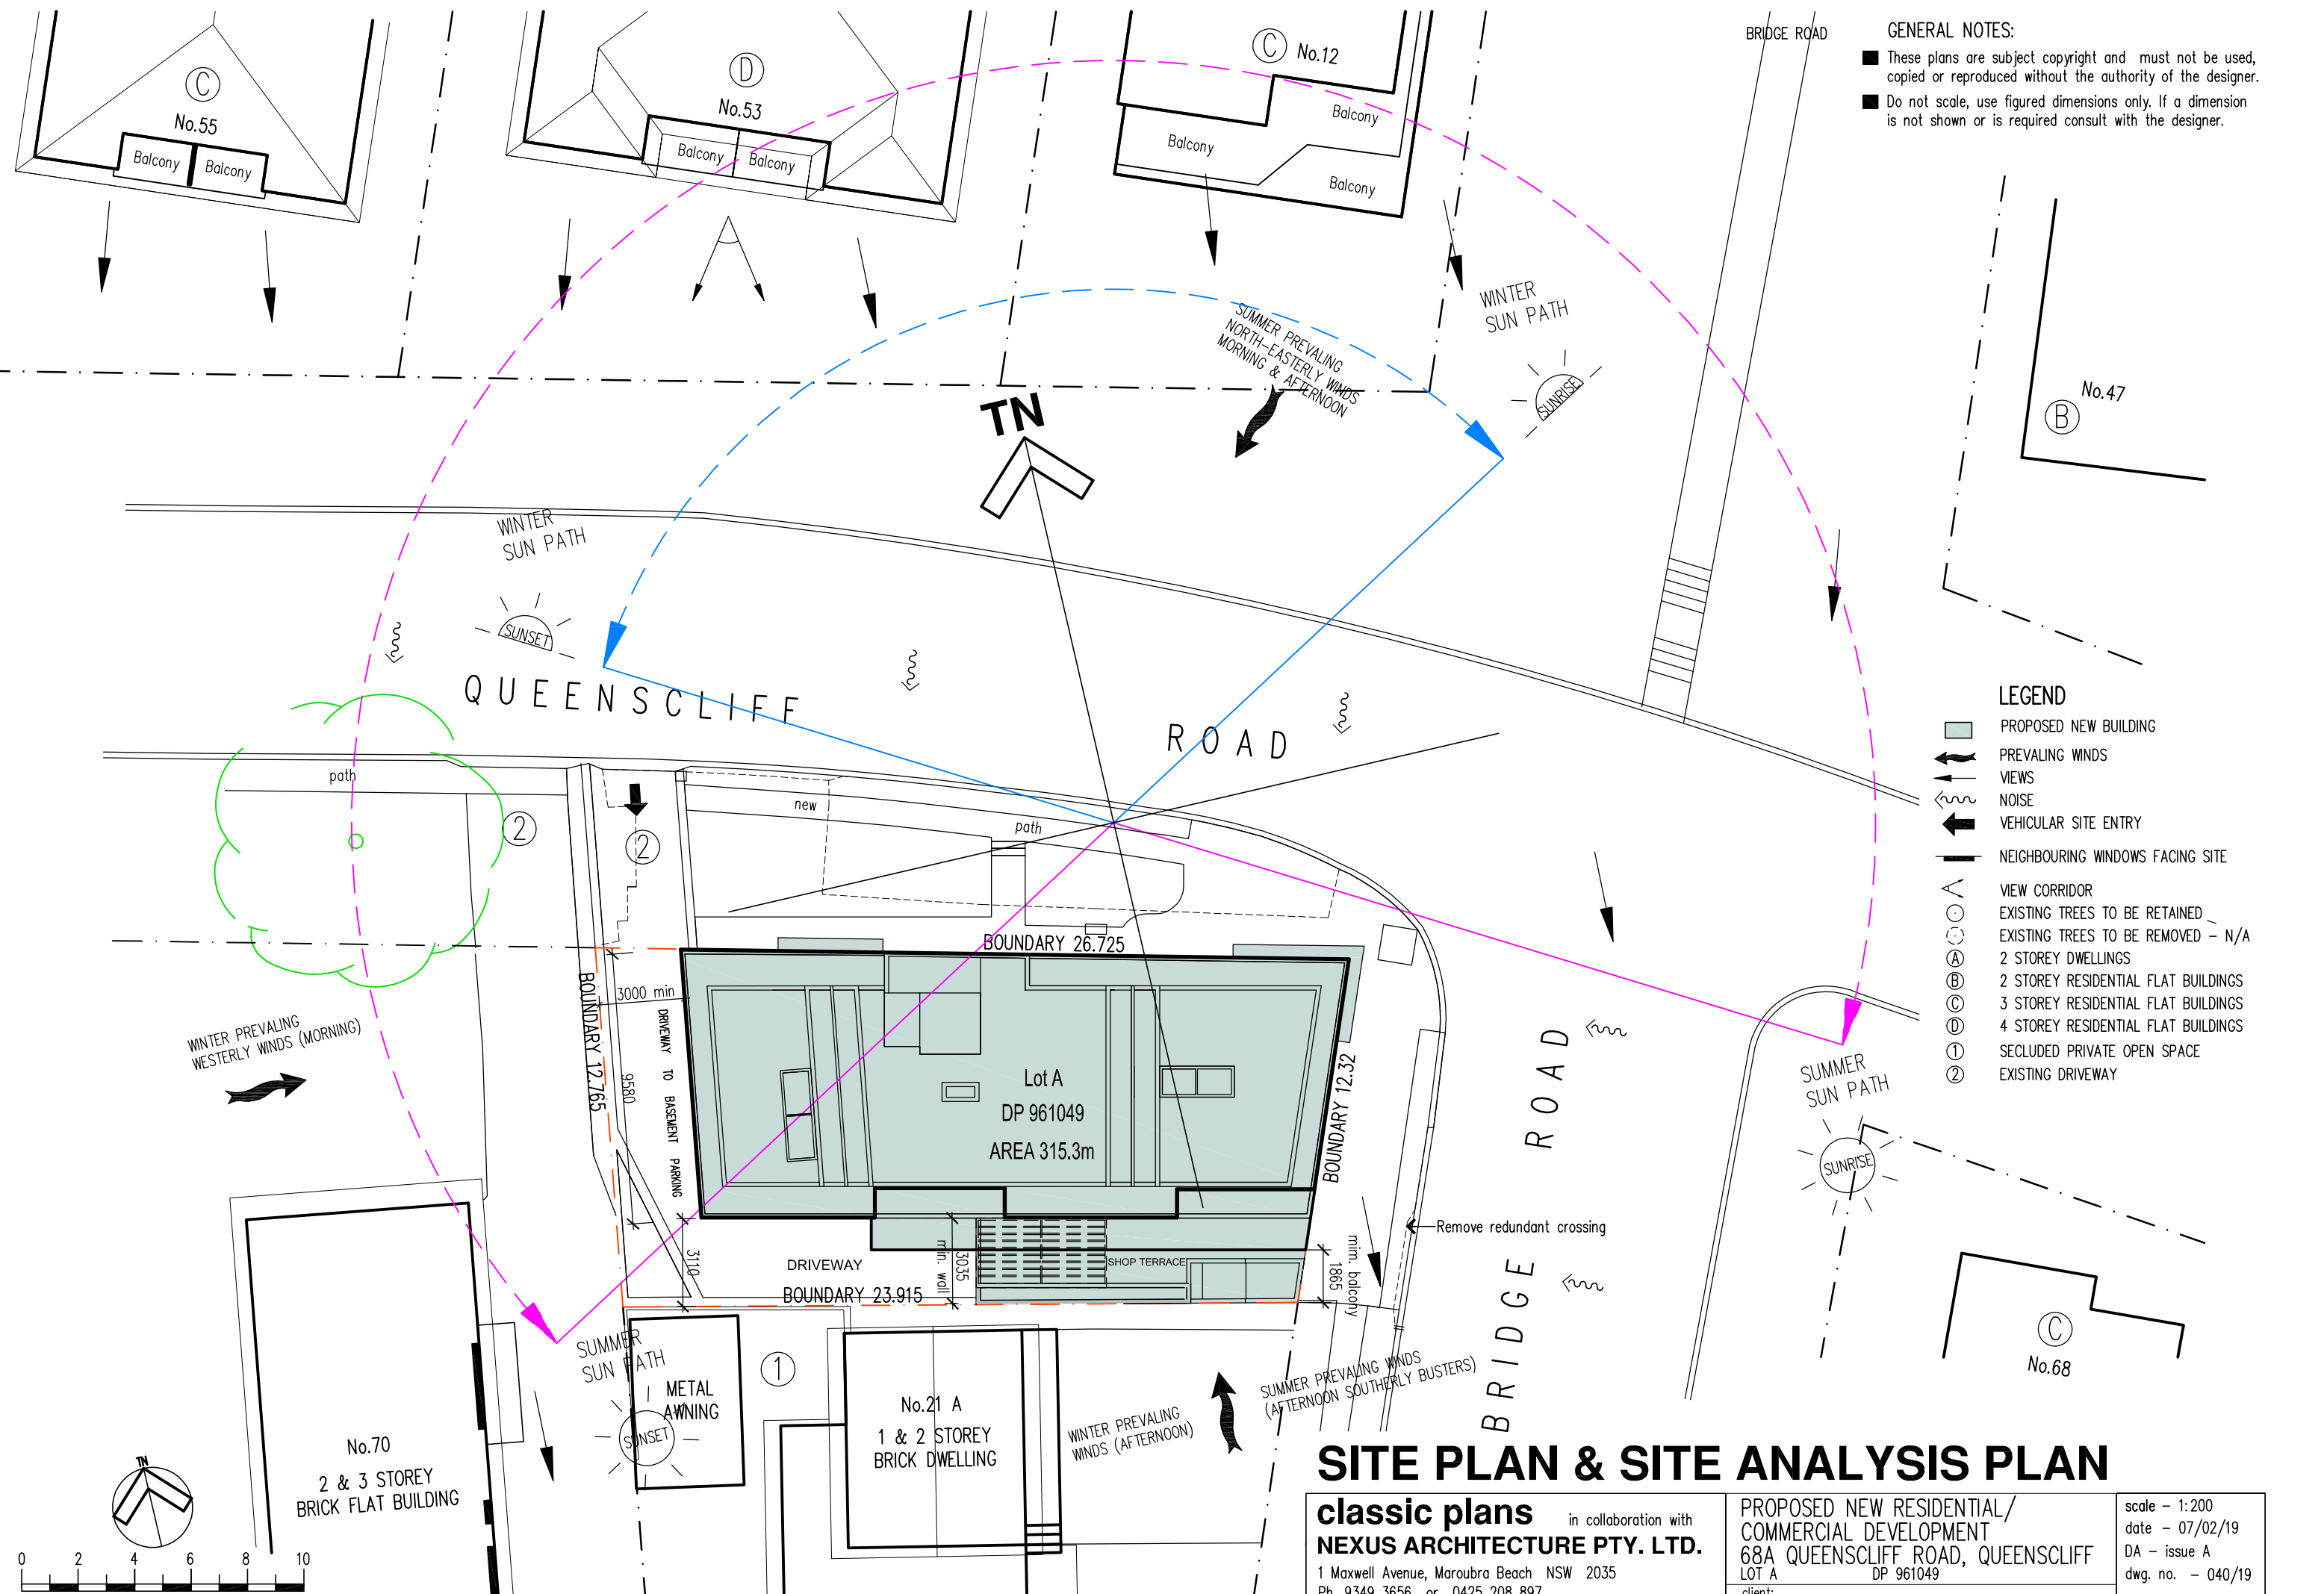 BRIDGE ROAD
GENERAL NOTES:
These plans are subject copyright and must not be used,
copied or reproduced without the authority of the designer.
Do not scale, use figured dimensions only. If a dimension
is not shown or is required consult with the designer.
C
No.55
Balcony
Balcony
D
No.53
Balcony
Balcony
C No.12
Balcony
Balcony
Balcony
WINTER
SUN PATH
SUNRISE
SUMMER PREVALING
NORTH-EASTERLY WINDS
MORNING & AFTERNOON
TN
No.47
B
WINTER
SUN PATH
SUNSET
QUEENSCLIFF
ROAD
path
2
2
new
path
LEGEND
PROPOSED NEW BUILDING
PREVALING WINDS
VIEWS
NOISE
VEHICULAR SITE ENTRY
NEIGHBOURING WINDOWS FACING SITE
VIEW CORRIDOR
EXISTING TREES TO BE RETAINED
EXISTING TREES TO BE REMOVED - N/A
A 2 STOREY DWELLINGS
B 2 STOREY RESIDENTIAL FLAT BUILDINGS
C 3 STOREY RESIDENTIAL FLAT BUILDINGS
D 4 STOREY RESIDENTIAL FLAT BUILDINGS
1 SECLUDED PRIVATE OPEN SPACE
2 EXISTING DRIVEWAY
BOUNDARY 26.725
BOUNDARY 12.765
3000 min
9580
DRIVEWAY TO BASEMENT PARKING
Lot A
DP 961049
AREA 315.3m
BOUNDARY 12.32
WINTER PREVALING
WESTERLY WINDS (MORNING)
BRIDGE ROAD
SUMMER
SUN PATH
SUNRISE
Remove redundant crossing
3110
DRIVEWAY
BOUNDARY 23.915
min. wall
3035
SHOP TERRACE
1865
mim. balcony
SUMMER
SUN PATH
SUNSET
METAL
AWNING
1
No.21 A
1 & 2 STOREY
BRICK DWELLING
WINTER PREVALING
WINDS (AFTERNOON)
SUMMER PREVALING WINDS
(AFTERNOON SOUTHERLY BUSTERS)
C
No.68
No.70
2 & 3 STOREY
BRICK FLAT BUILDING
TN
0 2 4 6 8 10
SITE PLAN & SITE ANALYSIS PLAN
classic plans in collaboration with
NEXUS ARCHITECTURE PTY. LTD.
1 Maxwell Avenue, Maroubra Beach NSW 2035
Ph. 9349 3656 or 0425 208 897
PROPOSED NEW RESIDENTIAL/
COMMERCIAL DEVELOPMENT
68A QUEENSCLIFF ROAD, QUEENSCLIFF
LOT A DP 961049
client:
scale - 1:200
date - 07/02/19
DA - issue A
dwg. no. - 040/19